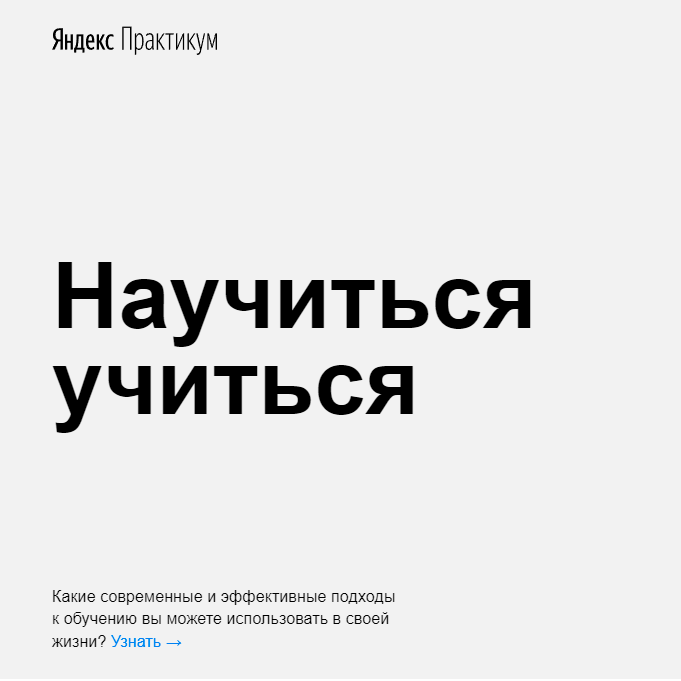 Яндекс Практикум
Научиться
учиться
Какие современные и эффективные подходы
к обучению вы можете использовать в своей
жизни? Узнать →